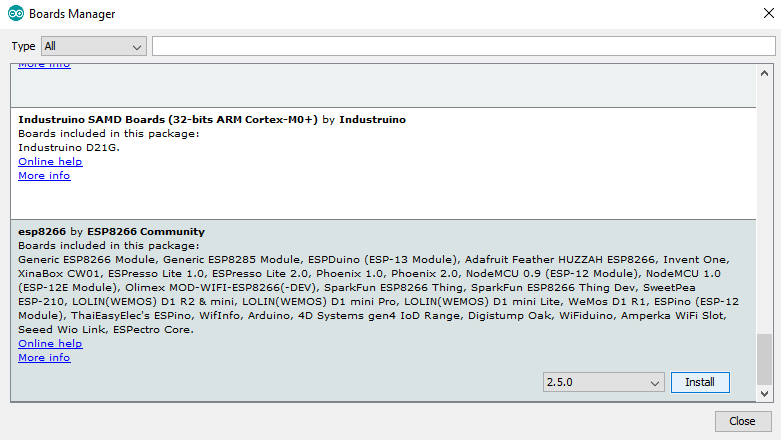 Boards Manager
Type All
More info
Industruino SAMD Boards (32-bits ARM Cortex-M0+) by Industruino
Boards included in this package:
Industruino D21G.
Online help
More info
esp8266 by ESP8266 Community
Boards included in this package:
Generic ESP8266 Module, Generic ESP8285 Module, ESPDuino (ESP-13 Module), Adafruit Feather HUZZAH ESP8266, Invent One,
XinaBox CW01, ESPresso Lite 1.0, ESPresso Lite 2.0, Phoenix 1.0, Phoenix 2.0, NodeMCU 0.9 (ESP-12 Module), NodeMCU 1.0
(ESP-12E Module), Olimex MOD-WIFI-ESP8266(-DEV), SparkFun ESP8266 Thing, SparkFun ESP8266 Thing Dev, SweetPea
ESP-210, LOLIN(WEMOS) D1 R2 & mini, LOLIN(WEMOS) D1 mini Pro, LOLIN(WEMOS) D1 mini Lite, WeMos D1 R1, ESPino (ESP-12
Module), ThaiEasyElec's ESPino, WifInfo, Arduino, 4D Systems gen4 IoD Range, Digistump Oak, WiFiduino, Amperka WiFi Slot,
Seeed Wio Link, ESPectro Core.
Online help
More info
2.5.0 Install
Close